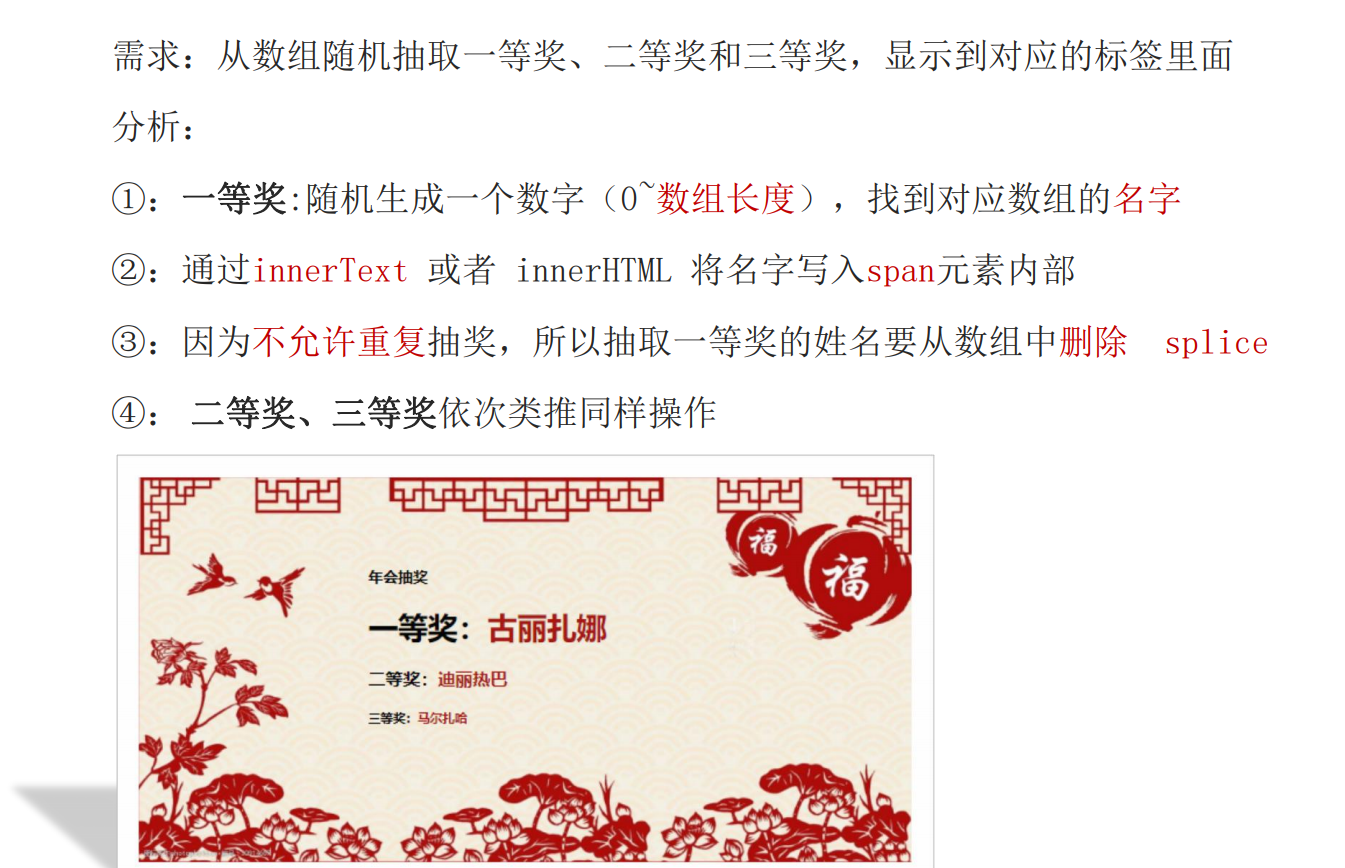 需求：从数组随机抽取一等奖、二等奖和三等奖，显示到对应的标签里面
分析：
①：一等奖:随机生成一个数字（0~数组长度），找到对应数组的名字
②：通过innerText 或者 innerHTML 将名字写入span元素内部
③：因为不允许重复抽奖，所以抽取一等奖的姓名要从数组中删除 splice
④： 二等奖、三等奖依次类推同样操作
福
福
年会抽奖
一等奖：古丽扎娜
二等奖：迪丽热巴
三等奖：马尔扎哈